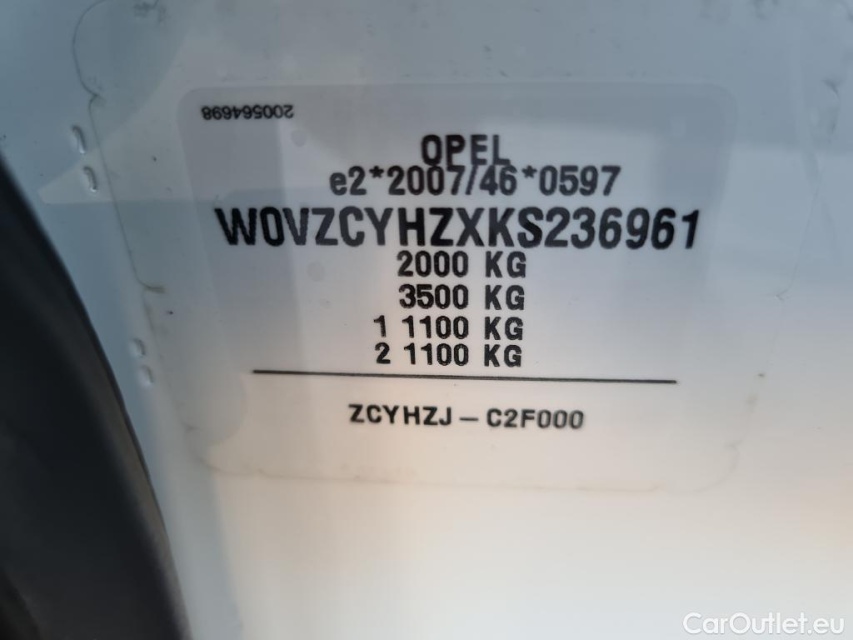 200564698
OPEL
e2*2007/46*0597
W0VZCYHZXKS236961
2000 KG
3500 KG
1 1100 KG
2 1100 KG
ZCYHZJ – C2F000
CarOutlet.eu